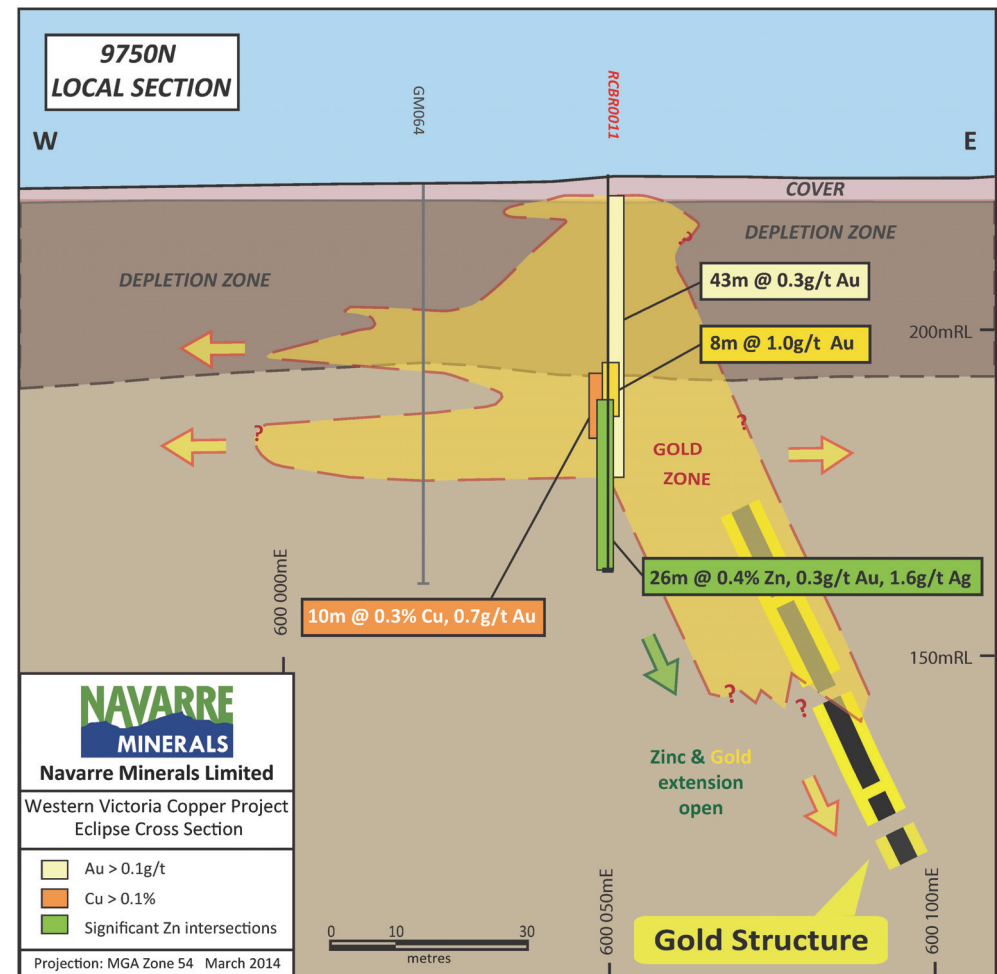 9750N
LOCAL SECTION
W
GM064
RCBR0011
E
COVER
DEPLETION ZONE
DEPLETION ZONE
?
43m @ 0.3g/t Au
200mRL
8m @ 1.0g/t Au
?
?
GOLD
ZONE
26m @ 0.4% Zn, 0.3g/t Au, 1.6g/t Ag
10m @ 0.3% Cu, 0.7g/t Au
600 000mE
150mRL
?
?
Zinc & Gold
extension
open
NAVARRE
MINERALS
Navarre Minerals Limited
Western Victoria Copper Project
Eclipse Cross Section
Au > 0.1g/t
Cu > 0.1%
Significant Zn intersections
Projection: MGA Zone 54 March 2014
0 10 30
metres
600 050mE
600 100mE
Gold Structure